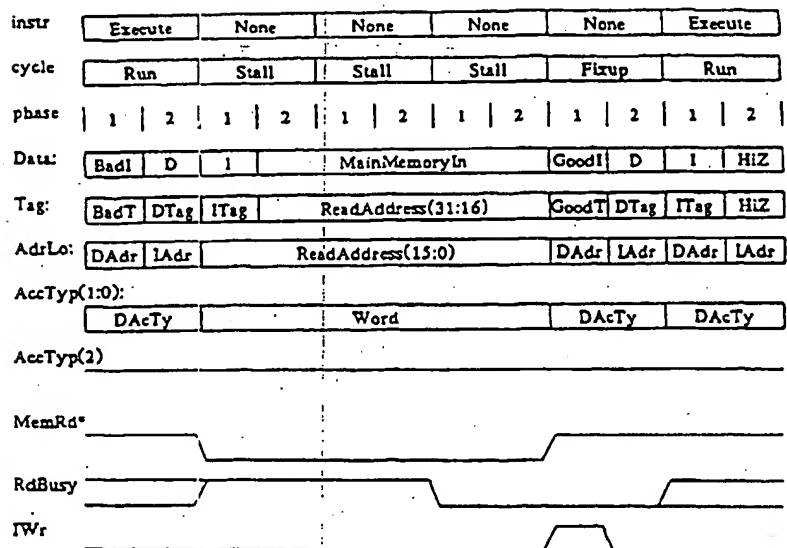 instr Execute None None None None Execute
cycle Run Stall Stall Stall Fixup Run
phase 1 2 1 2 1 2 1 2 1 2 1 2
Data: BadI D I MainMemoryIn GoodI D I HiZ
Tag: BadT DTag ITag ReadAddress(31:16) GoodT DTag ITag HiZ
AdrLo: DAdr IAdr ReadAddress(15:0) DAdr IAdr DAdr IAdr
AccTyp(1:0):
DAcTy Word DAcTy DAcTy
AccTyp(2)
MemRd*
RdBusy
IWr